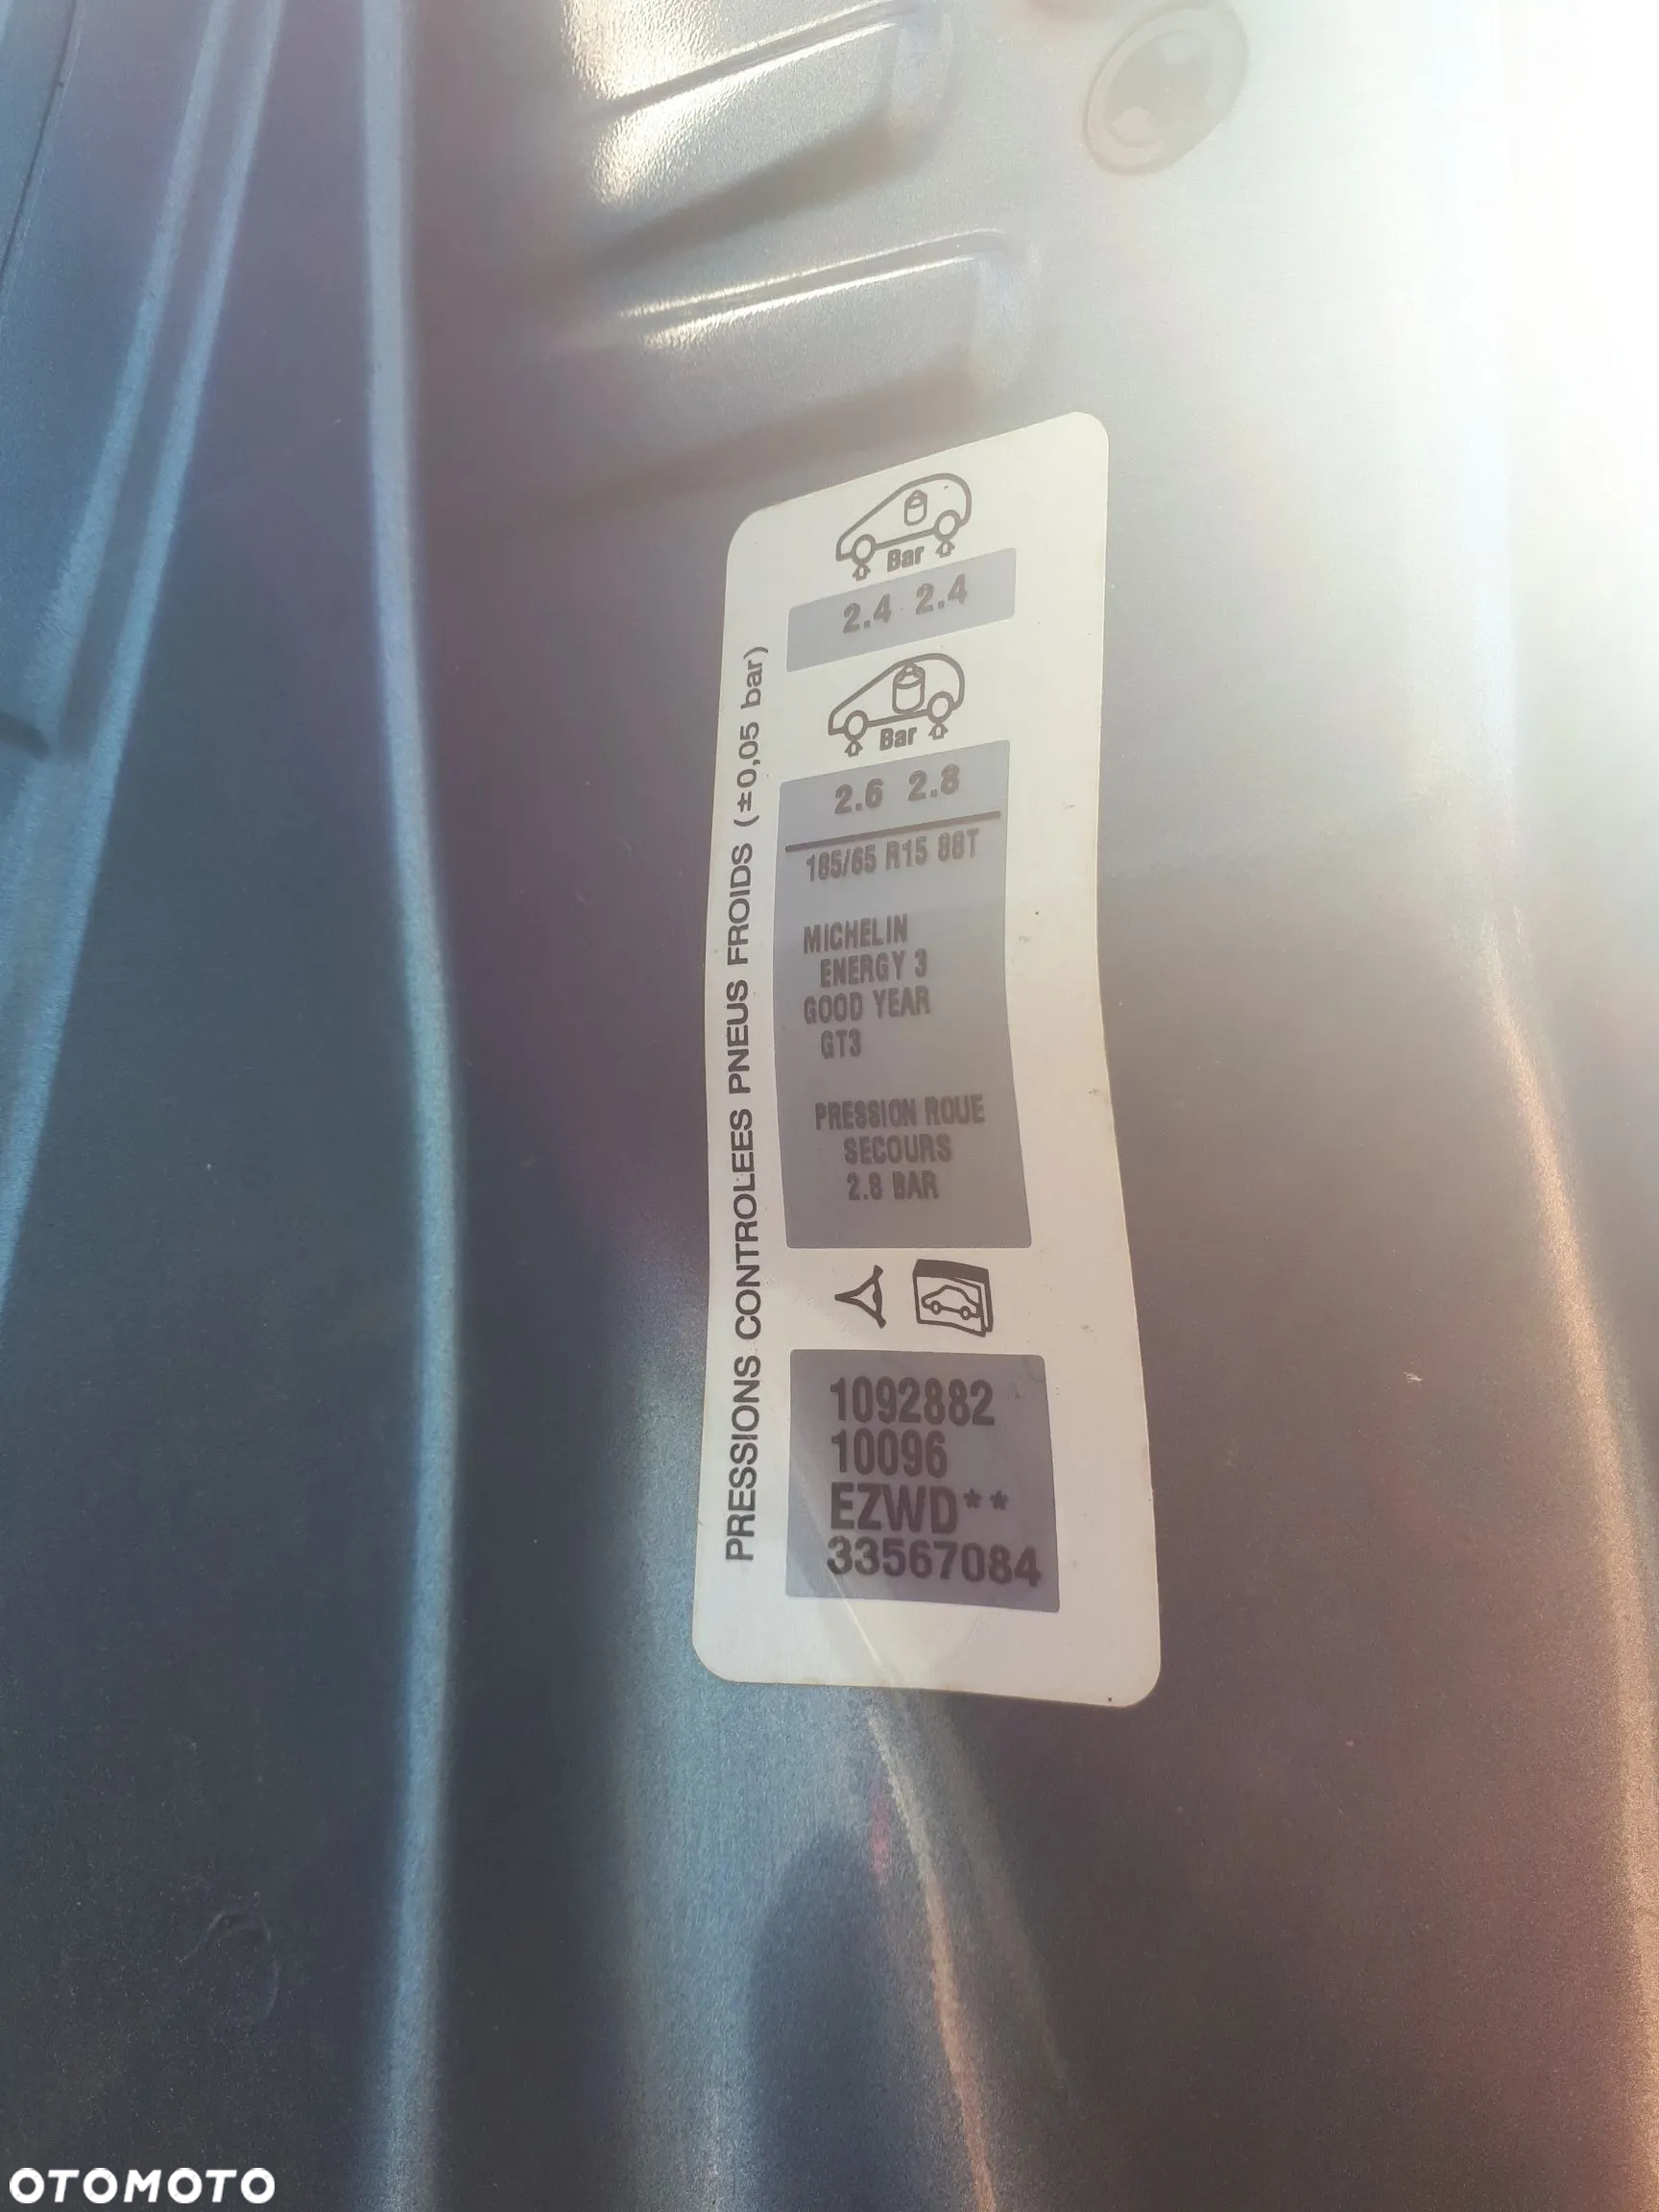 Bar
2.4 2.4
Bar
2.6 2.8
185/65 R15 88T
MICHELIN
ENERGY 3
GOOD YEAR
GT3
PRESSION ROUE
SECOURS
2.8 BAR
PRESSIONS CONTROLEES PNEUS FROIDS (±0,05 bar)
1092882
10096
EZWD**
33567084
OTOMOTO